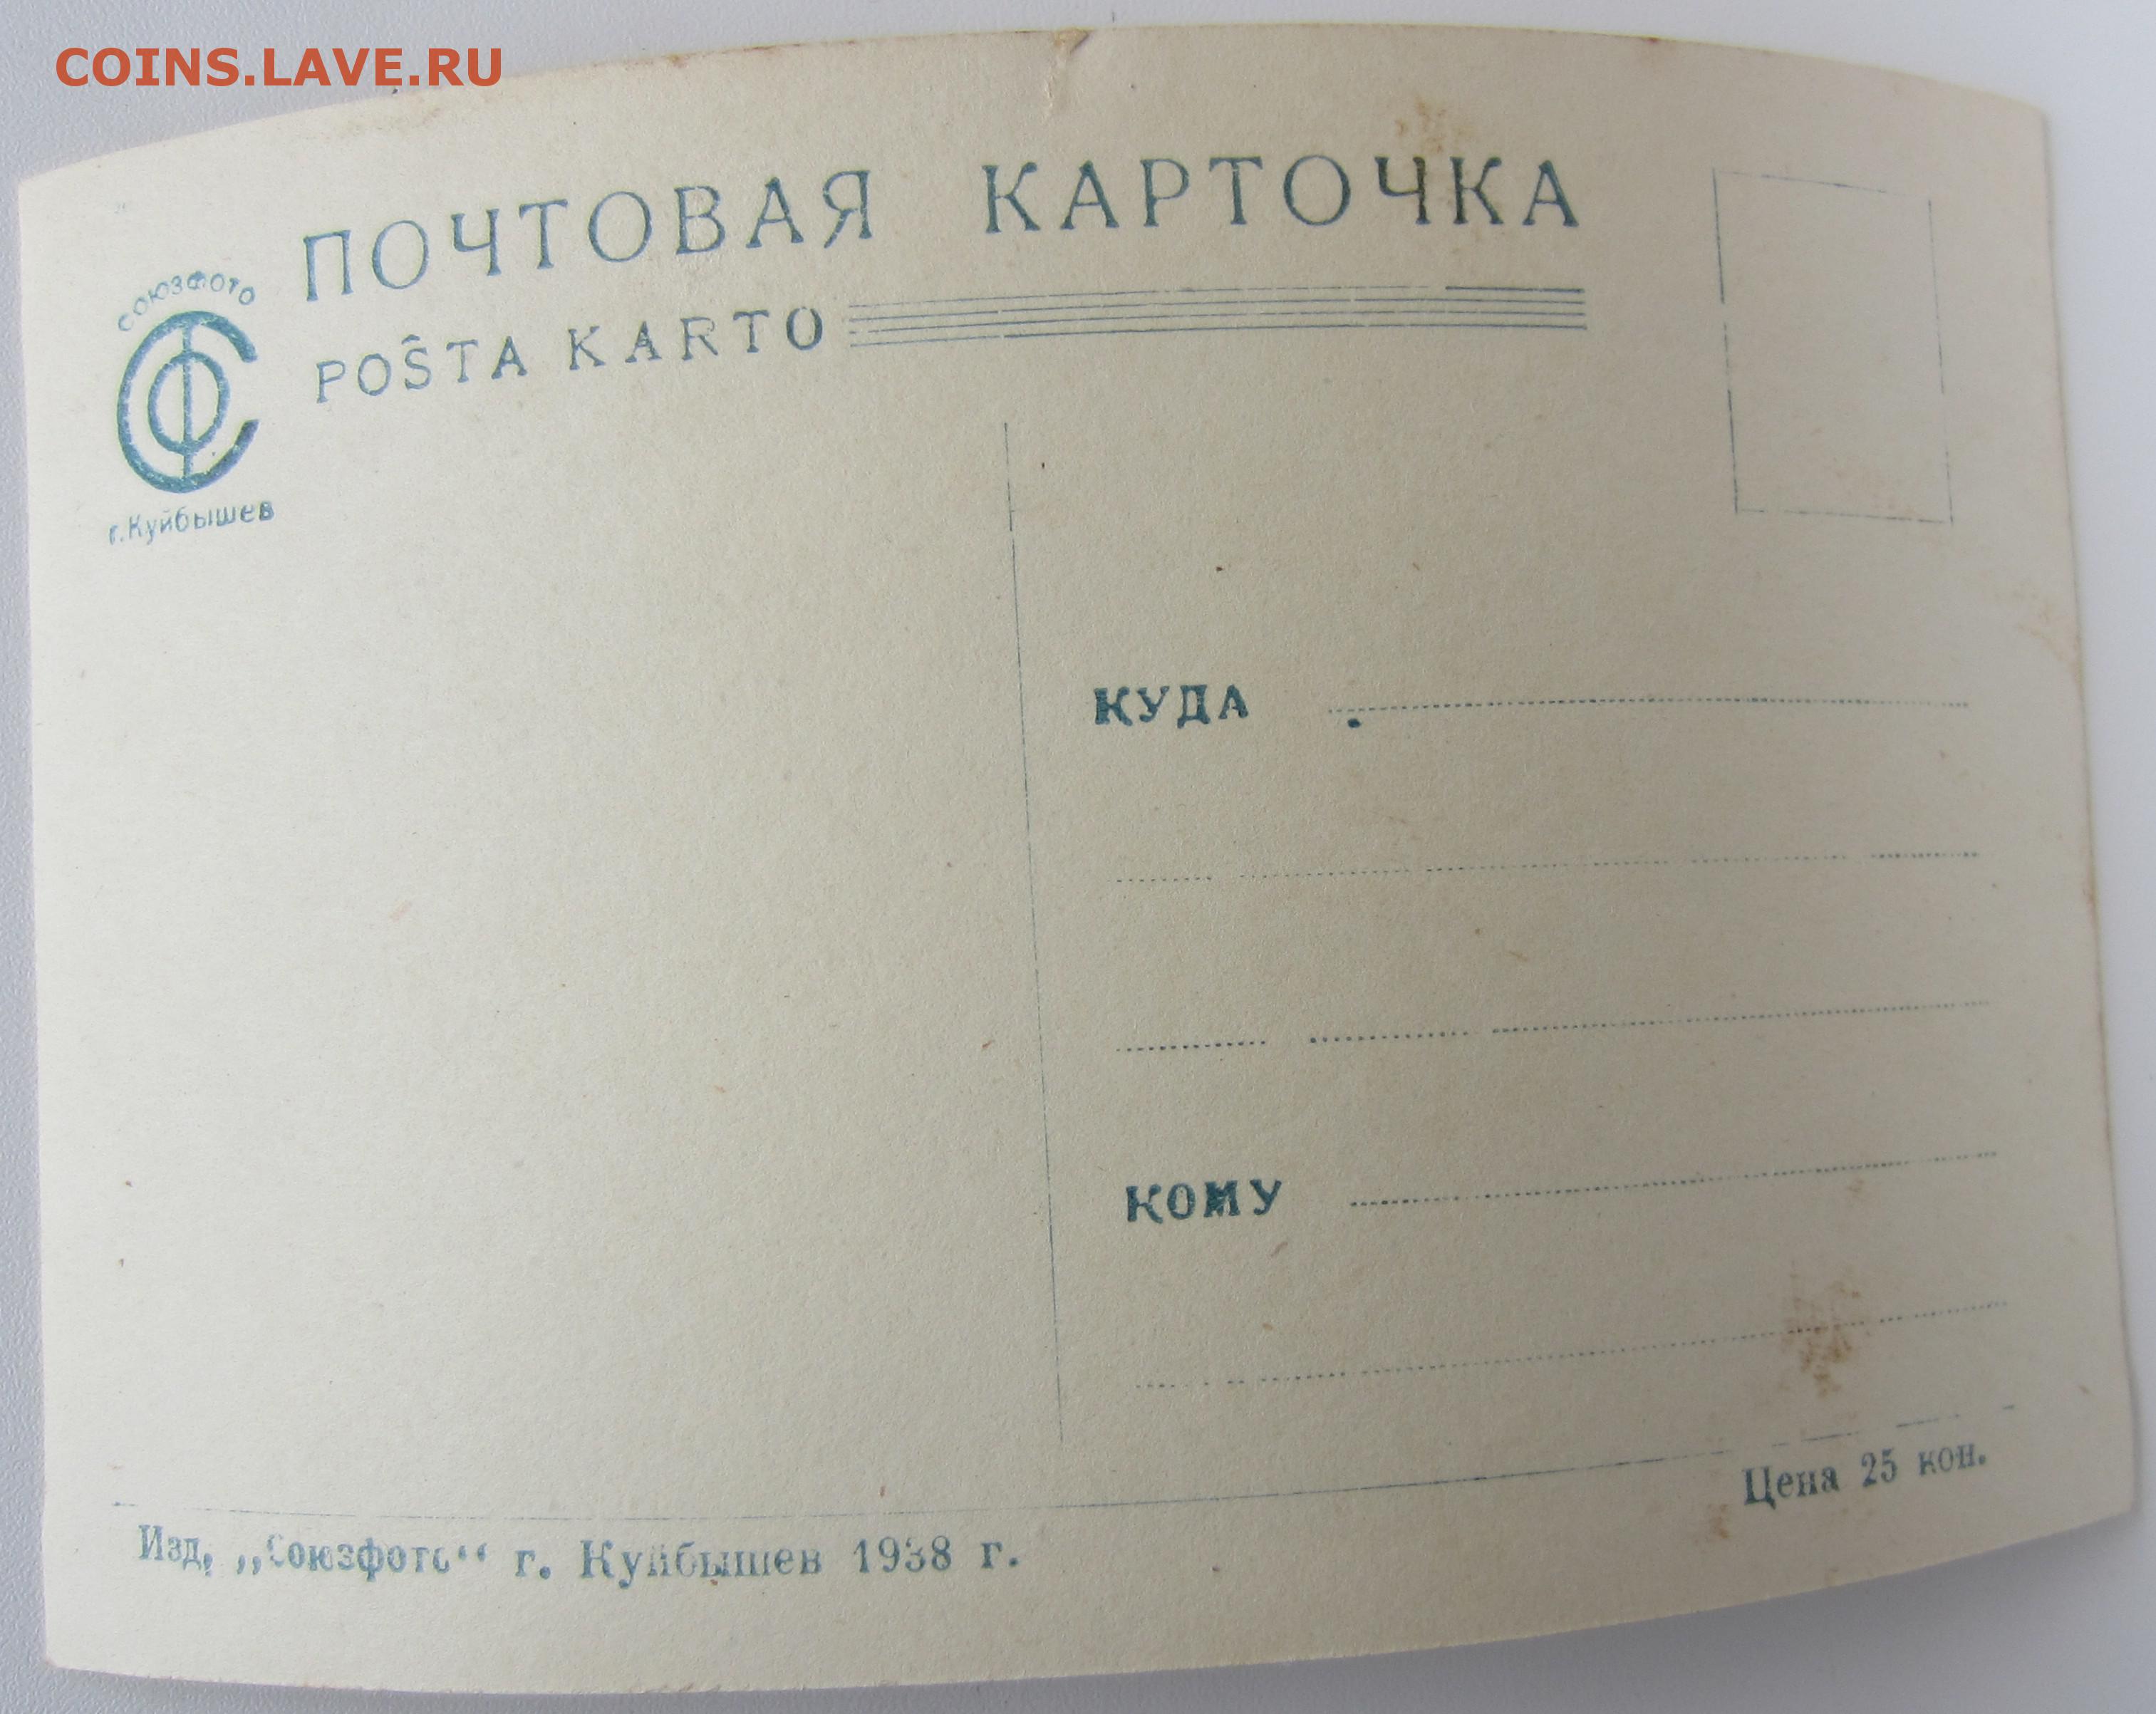 COINS.LAVE.RU
ПОЧТОВАЯ КАРТОЧКА
СОЮЗФОТО
POŜTA KARTO
СФ
г.Куйбышев
КУДА
КОМУ
Цена 25 коп.
Изд. „Союзфото“ г. Куйбышев 1938 г.